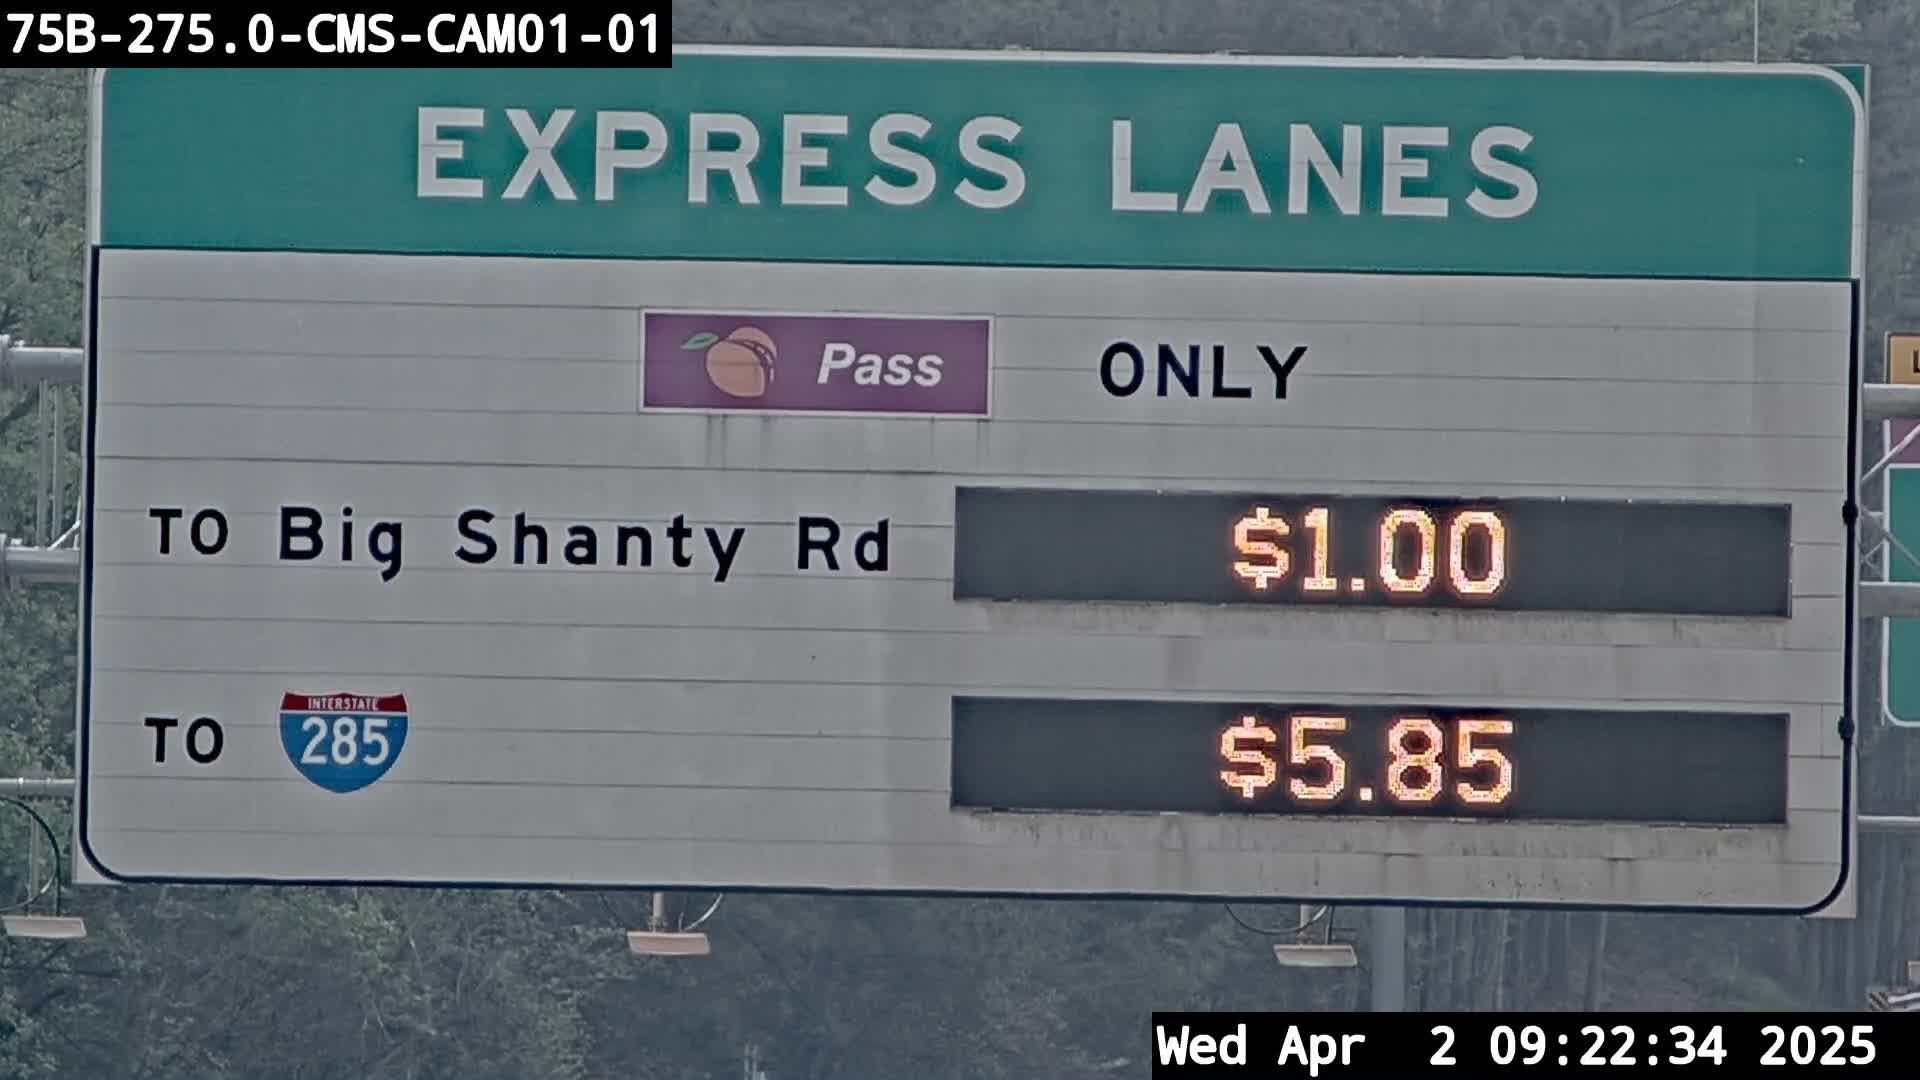 75B-275.0-CMS-CAM01-01
EXPRESS LANES
Pass ONLY
TO Big Shanty Rd $1.00
TO INTERSTATE 285 $5.85
Wed Apr 2 09:22:34 2025